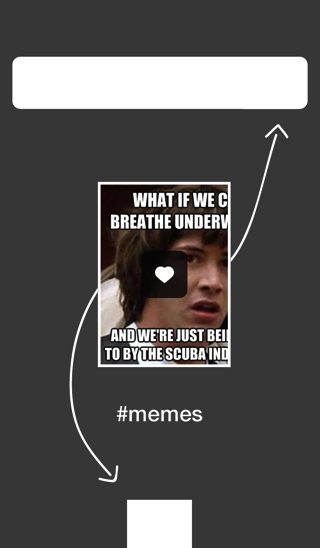 WHAT IF WE C
BREATHE UNDERW
AND WE'RE JUST BEI
TO BY THE SCUBA IND
#memes